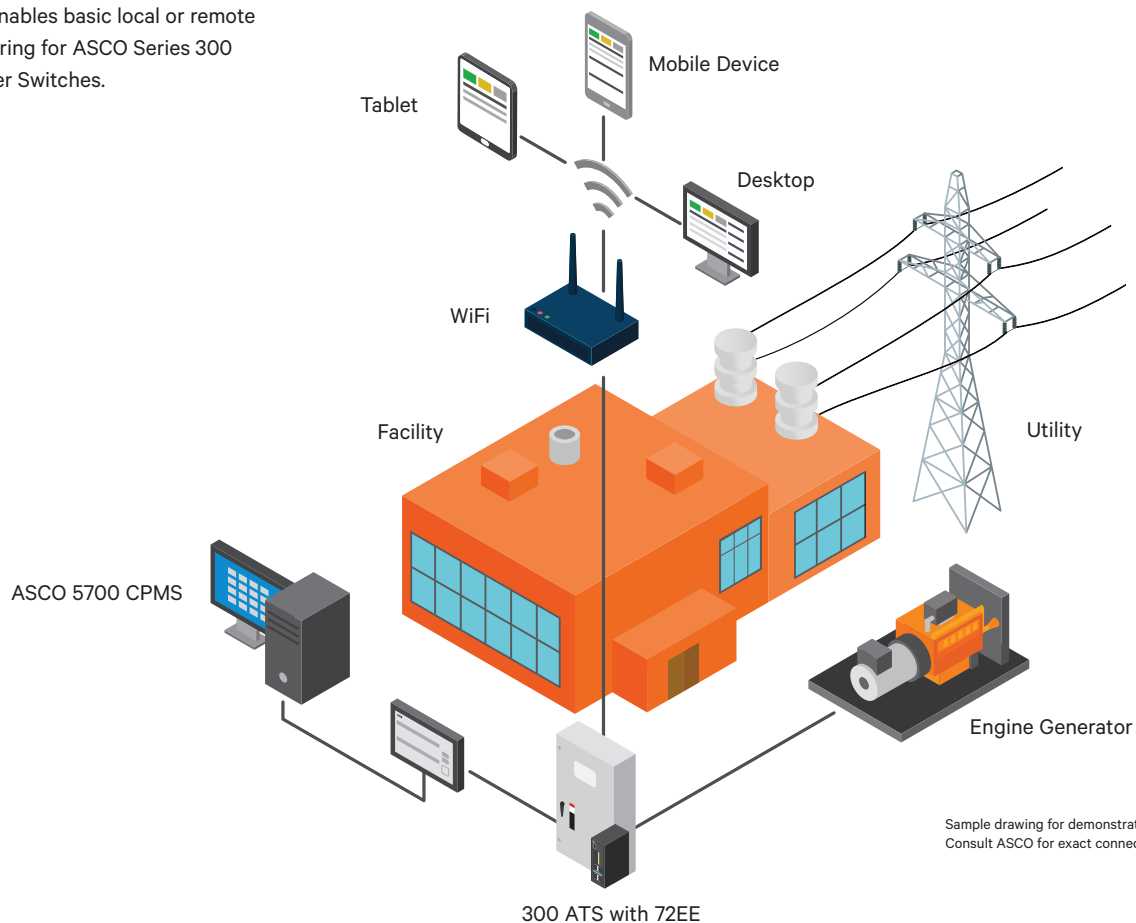 nables basic local or remote
ring for ASCO Series 300
er Switches.
Mobile Device
Tablet
Desktop
WiFi
Facility
Utility
ASCO 5700 CPMS
Engine Generator
Sample drawing for demonstrat
Consult ASCO for exact connec
300 ATS with 72EE